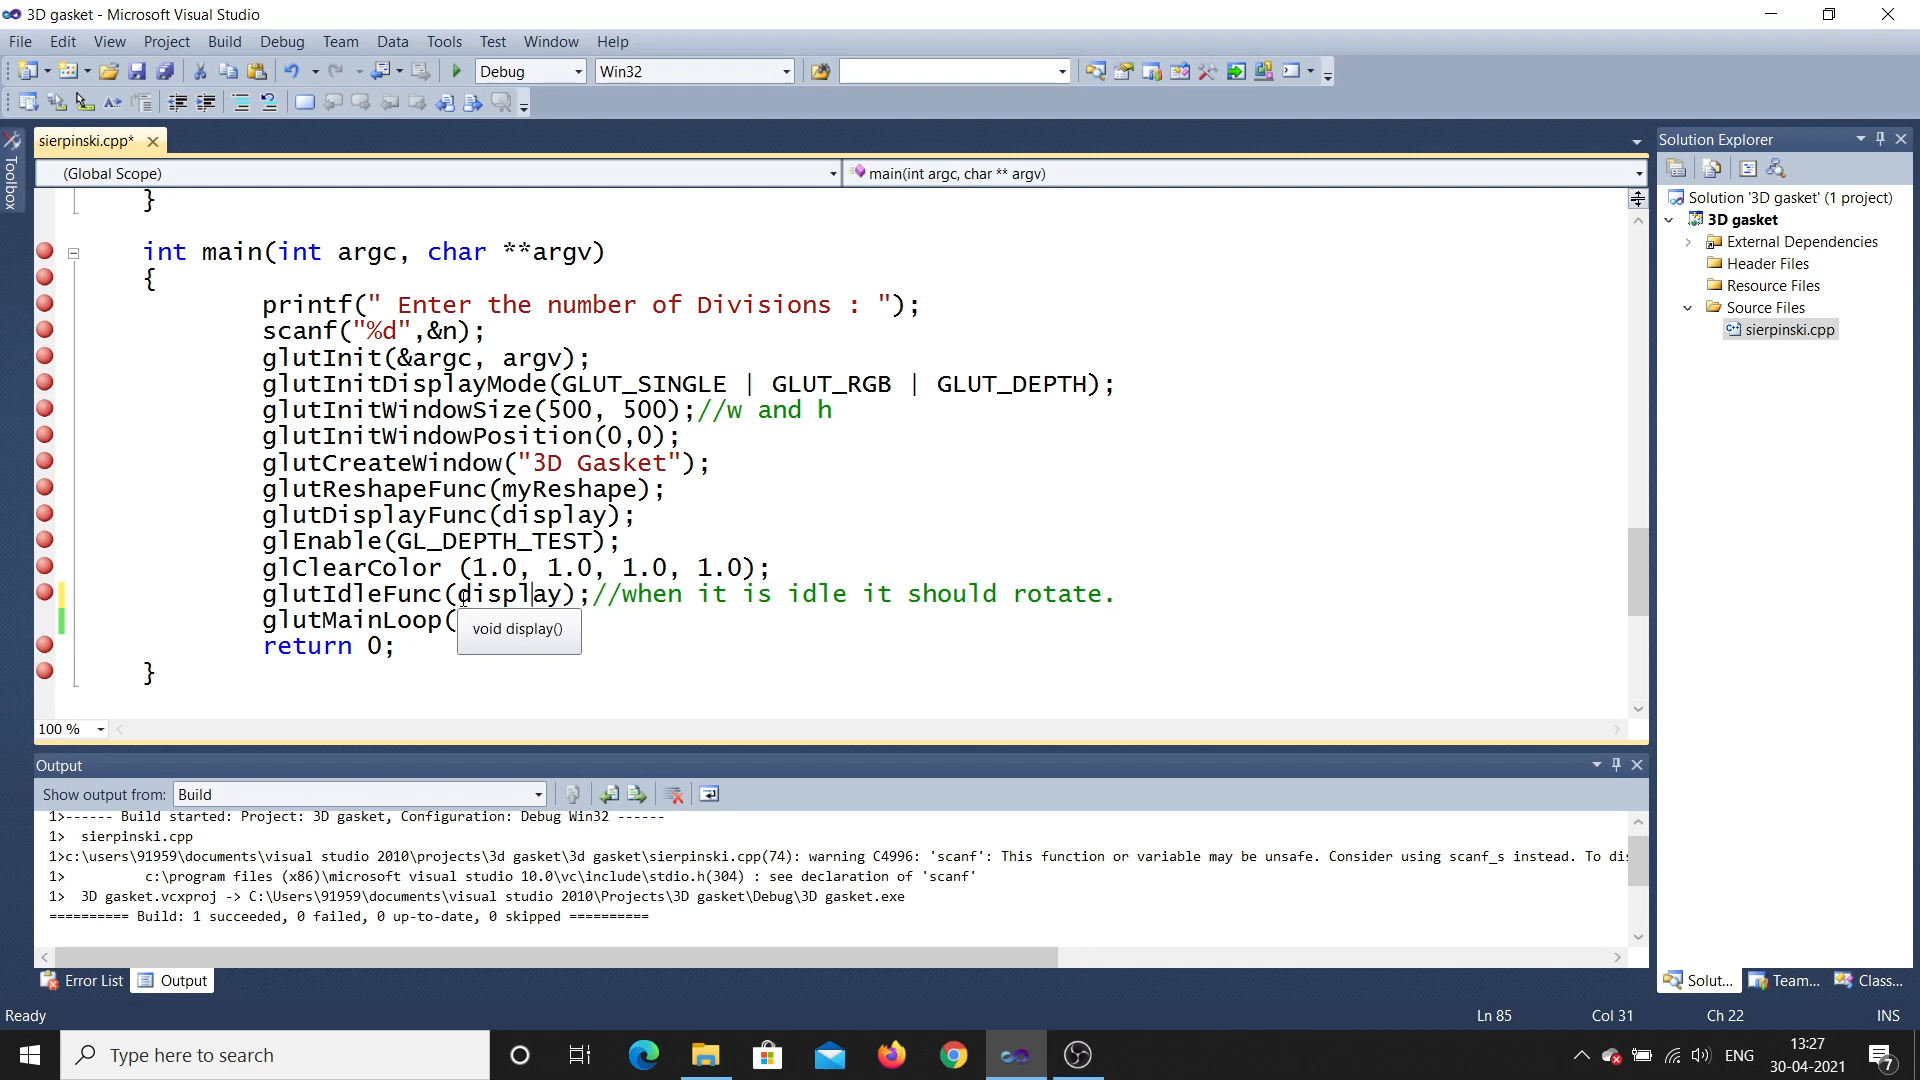 3D gasket - Microsoft Visual Studio
File Edit View Project Build Debug Team Data Tools Test Window Help
Debug Win32
sierpinski.cpp*
Solution Explorer
Toolbox
(Global Scope) main(int argc, char ** argv)
}
int main(int argc, char **argv)
{
printf(" Enter the number of Divisions : ");
scanf("%d",&n);
glutInit(&argc, argv);
glutInitDisplayMode(GLUT_SINGLE | GLUT_RGB | GLUT_DEPTH);
glutInitWindowSize(500, 500);//w and h
glutInitWindowPosition(0,0);
glutCreateWindow("3D Gasket");
glutReshapeFunc(myReshape);
glutDisplayFunc(display);
glEnable(GL_DEPTH_TEST);
glClearColor (1.0, 1.0, 1.0, 1.0);
glutIdleFunc(display);//when it is idle it should rotate.
glutMainLoop(
void display()
return 0;
}
100 %
Solution '3D gasket' (1 project)
3D gasket
External Dependencies
Header Files
Resource Files
Source Files
sierpinski.cpp
Output
Show output from: Build
1>------ Build started: Project: 3D gasket, Configuration: Debug Win32 ------
1>  sierpinski.cpp
1>c:\users\91959\documents\visual studio 2010\projects\3d gasket\3d gasket\sierpinski.cpp(74): warning C4996: 'scanf': This function or variable may be unsafe. Consider using scanf_s instead. To dis
1>          c:\program files (x86)\microsoft visual studio 10.0\vc\include\stdio.h(304) : see declaration of 'scanf'
1>  3D gasket.vcxproj -> C:\Users\91959\documents\visual studio 2010\Projects\3D gasket\Debug\3D gasket.exe
========== Build: 1 succeeded, 0 failed, 0 up-to-date, 0 skipped ==========
Error List Output
Solut... Team... Class...
Ready Ln 85 Col 31 Ch 22 INS
Type here to search
ENG
13:27
30-04-2021
7